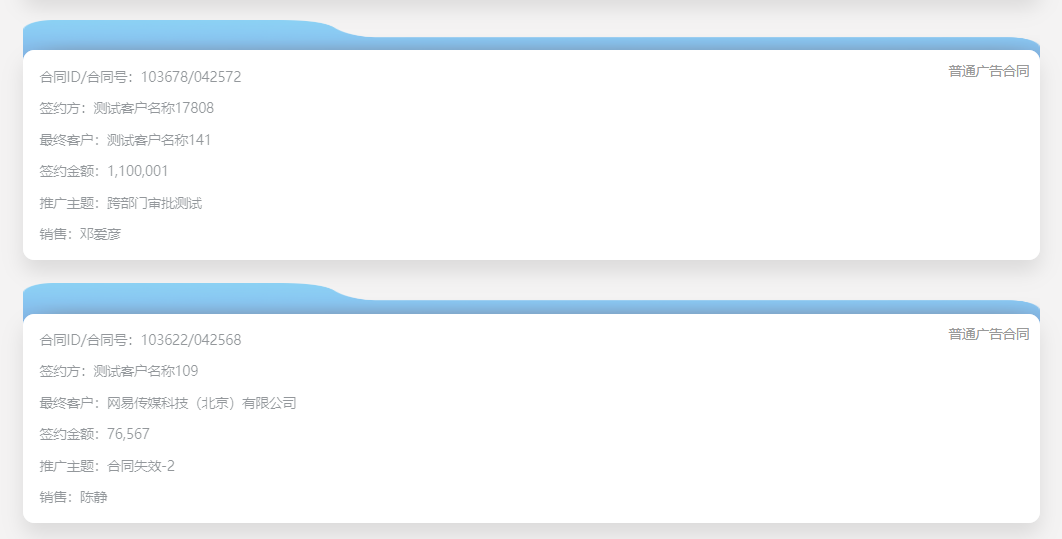 合同ID/合同号：103678/042572
普通广告合同
签约方：测试客户名称17808
最终客户：测试客户名称141
签约金额：1,100,001
推广主题：跨部门审批测试
销售：邓爱彦
合同ID/合同号：103622/042568
普通广告合同
签约方：测试客户名称109
最终客户：网易传媒科技（北京）有限公司
签约金额：76,567
推广主题：合同失效-2
销售：陈静